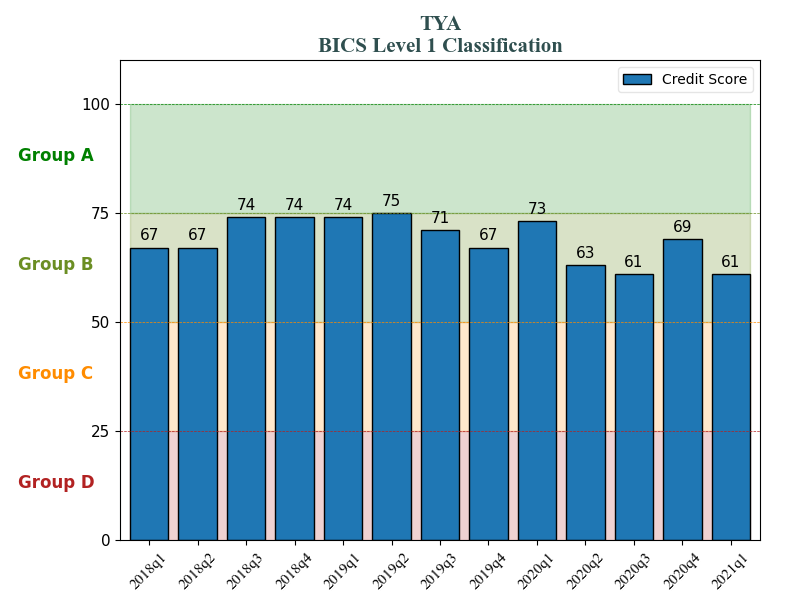 TYA
BICS Level 1 Classification
Credit Score
100
75
50
25
0
Group A
Group B
Group C
Group D
67
67
74
74
74
75
71
67
73
63
61
69
61
2018q1
2018q2
2018q3
2018q4
2019q1
2019q2
2019q3
2019q4
2020q1
2020q2
2020q3
2020q4
2021q1